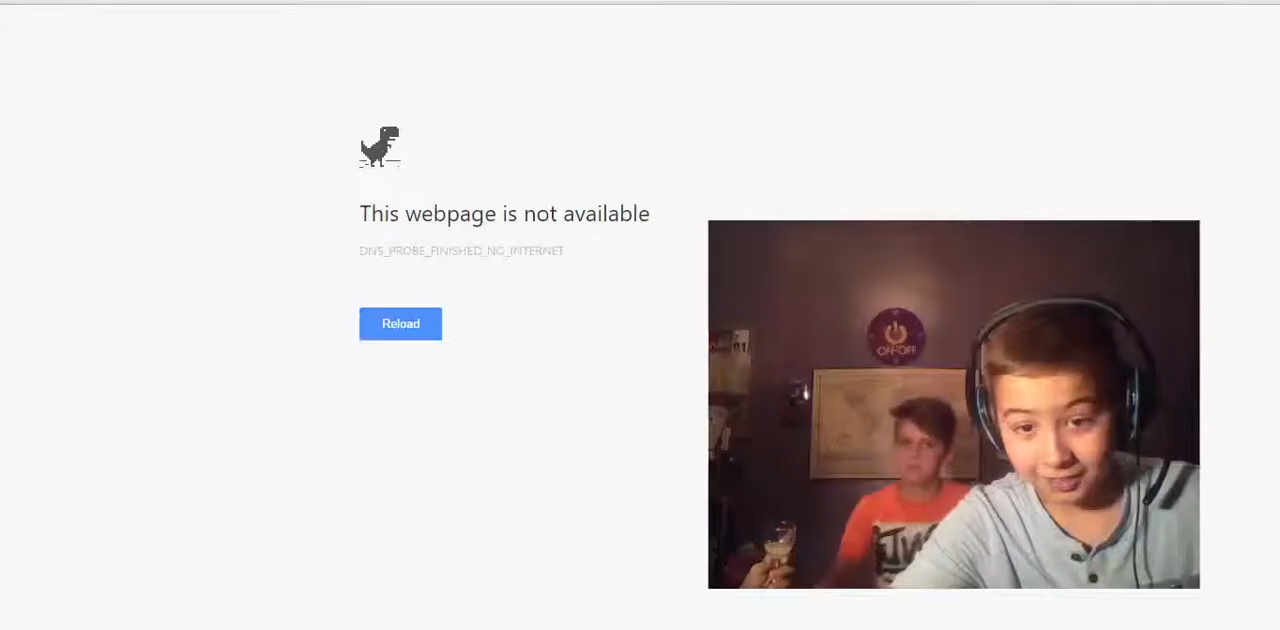 This webpage is not available
DNS_PROBE_FINISHED_NO_INTERNET
Reload
ON OFF